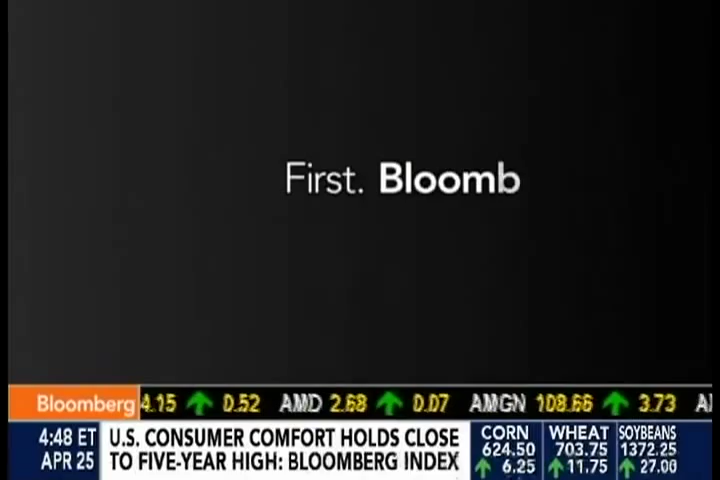 First. Bloomb
Bloomberg 4.15 0.52 AMD 2.68 0.07 AMGN 108.66 3.73
4:48 ET
APR 25
U.S. CONSUMER COMFORT HOLDS CLOSE
TO FIVE-YEAR HIGH: BLOOMBERG INDEX
CORN
624.50
6.25
WHEAT
703.75
11.75
SOYBEANS
1372.25
27.00